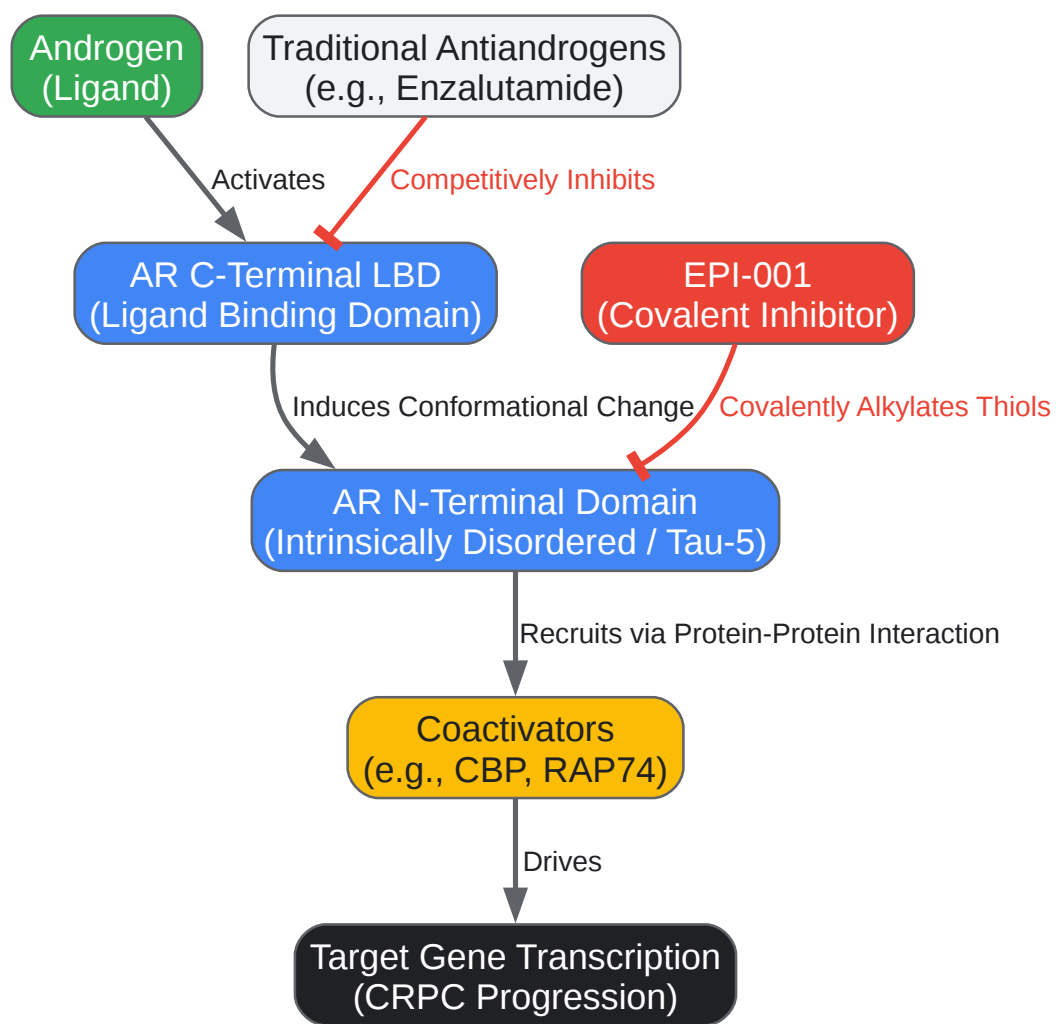 Androgen
(Ligand)
Traditional Antiandrogens
(e.g., Enzalutamide)
Activates
Competitively Inhibits
AR C-Terminal LBD
(Ligand Binding Domain)
EPI-001
(Covalent Inhibitor)
Induces Conformational Change
Covalently Alkylates Thiols
AR N-Terminal Domain
(Intrinsically Disordered / Tau-5)
Recruits via Protein-Protein Interaction
Coactivators
(e.g., CBP, RAP74)
Drives
Target Gene Transcription
(CRPC Progression)